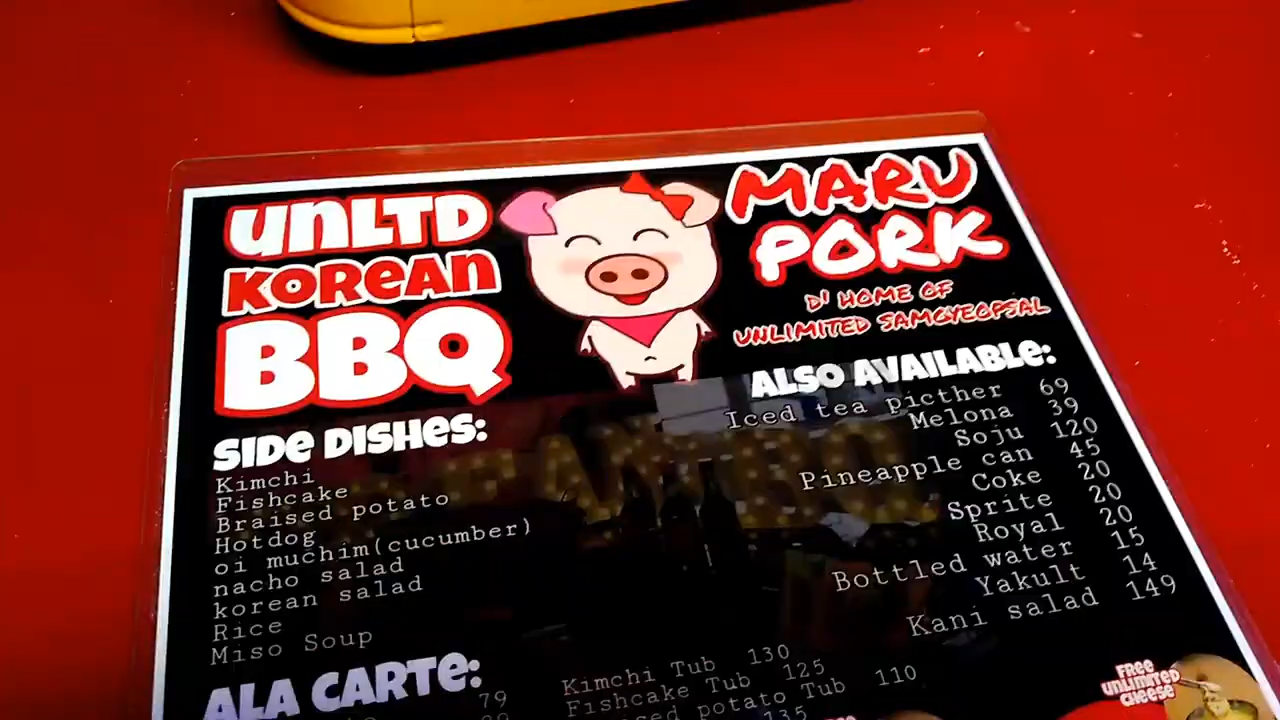 UNLTD
KOREAN
BBQ
MARU
PORK
D' HOME OF
UNLIMITED SAMGYEOPSAL
SIDE DISHES:
Kimchi
Fishcake
Braised potato
Hotdog
oi muchim(cucumber)
nacho salad
korean salad
Rice
Miso Soup
ALSO AVAILABLE:
Iced tea picther 69
Melona 39
Soju 120
Pineapple can 45
Coke 20
Sprite 20
Royal 20
Bottled water 15
Yakult 14
Kani salad 149
ALA CARTE:
79
Kimchi Tub 130
Fishcake Tub 125
potato Tub 110
135
FREE
UNLIMITED
CHEESE